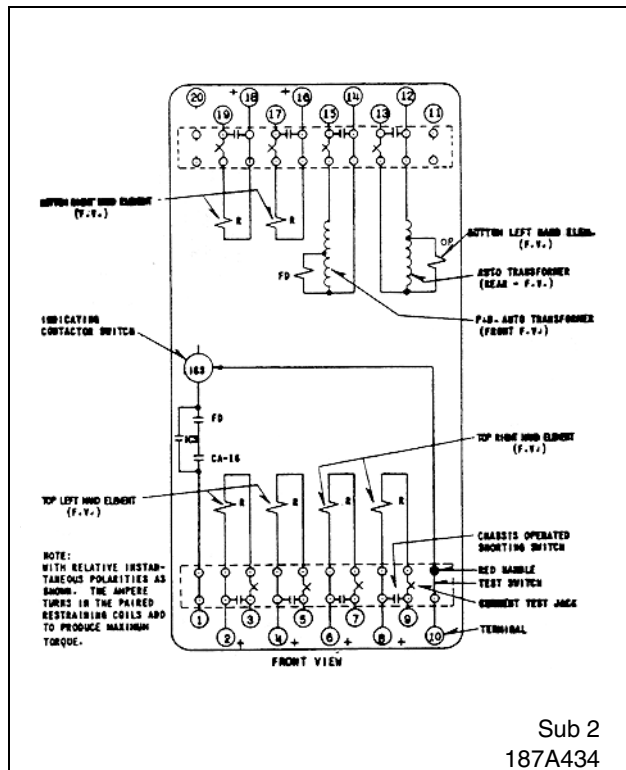 20 + 18 + 16 14 12 11
19 17 15 13
BOTTOM RIGHT HAND ELEMENT
(F.V.)
R R
OP
BOTTOM LEFT HAND ELEM.
(F.V.)
FD
AUTO TRANSFORMER
(REAR - F.V.)
INDICATING
CONTACTOR SWITCH
AUTO TRANSFORMER
(FRONT F.V.)
FD
CA-16
TOP RIGHT HAND ELEMENT
(F.V.)
TOP LEFT HAND ELEMENT
(F.V.)
R R R R
CHASSIS OPERATED
SHORTING SWITCH
NOTE:
WITH RELATIVE INSTAN-
TANEOUS POLARITIES AS
SHOWN. THE AMPERE
TURNS IN THE PAIRED
RESTRAINING COILS ADD
TO PRODUCE MAXIMUM
TORQUE.
RED HANDLE
TEST SWITCH
CURRENT TEST JACK
TERMINAL
1 3 5 7 9
2 + 4 + 6 + 8 + 10
FRONT VIEW
Sub 2
187A434